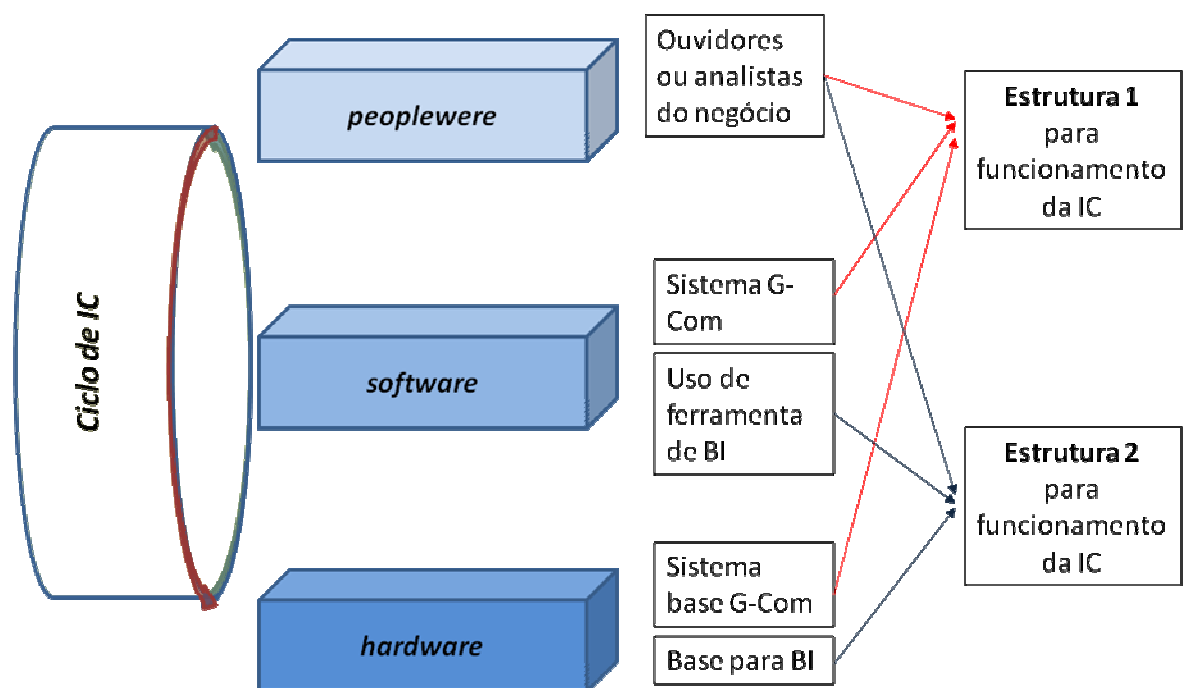 Ciclo de IC
peoplewere
software
hardware
Ouvidores
ou analistas
do negócio
Sistema G-
Com
Uso de
ferramenta
de BI
Sistema
base G-Com
Base para BI
Estrutura 1
para
funcionamento
da IC
Estrutura 2
para
funcionamento
da IC